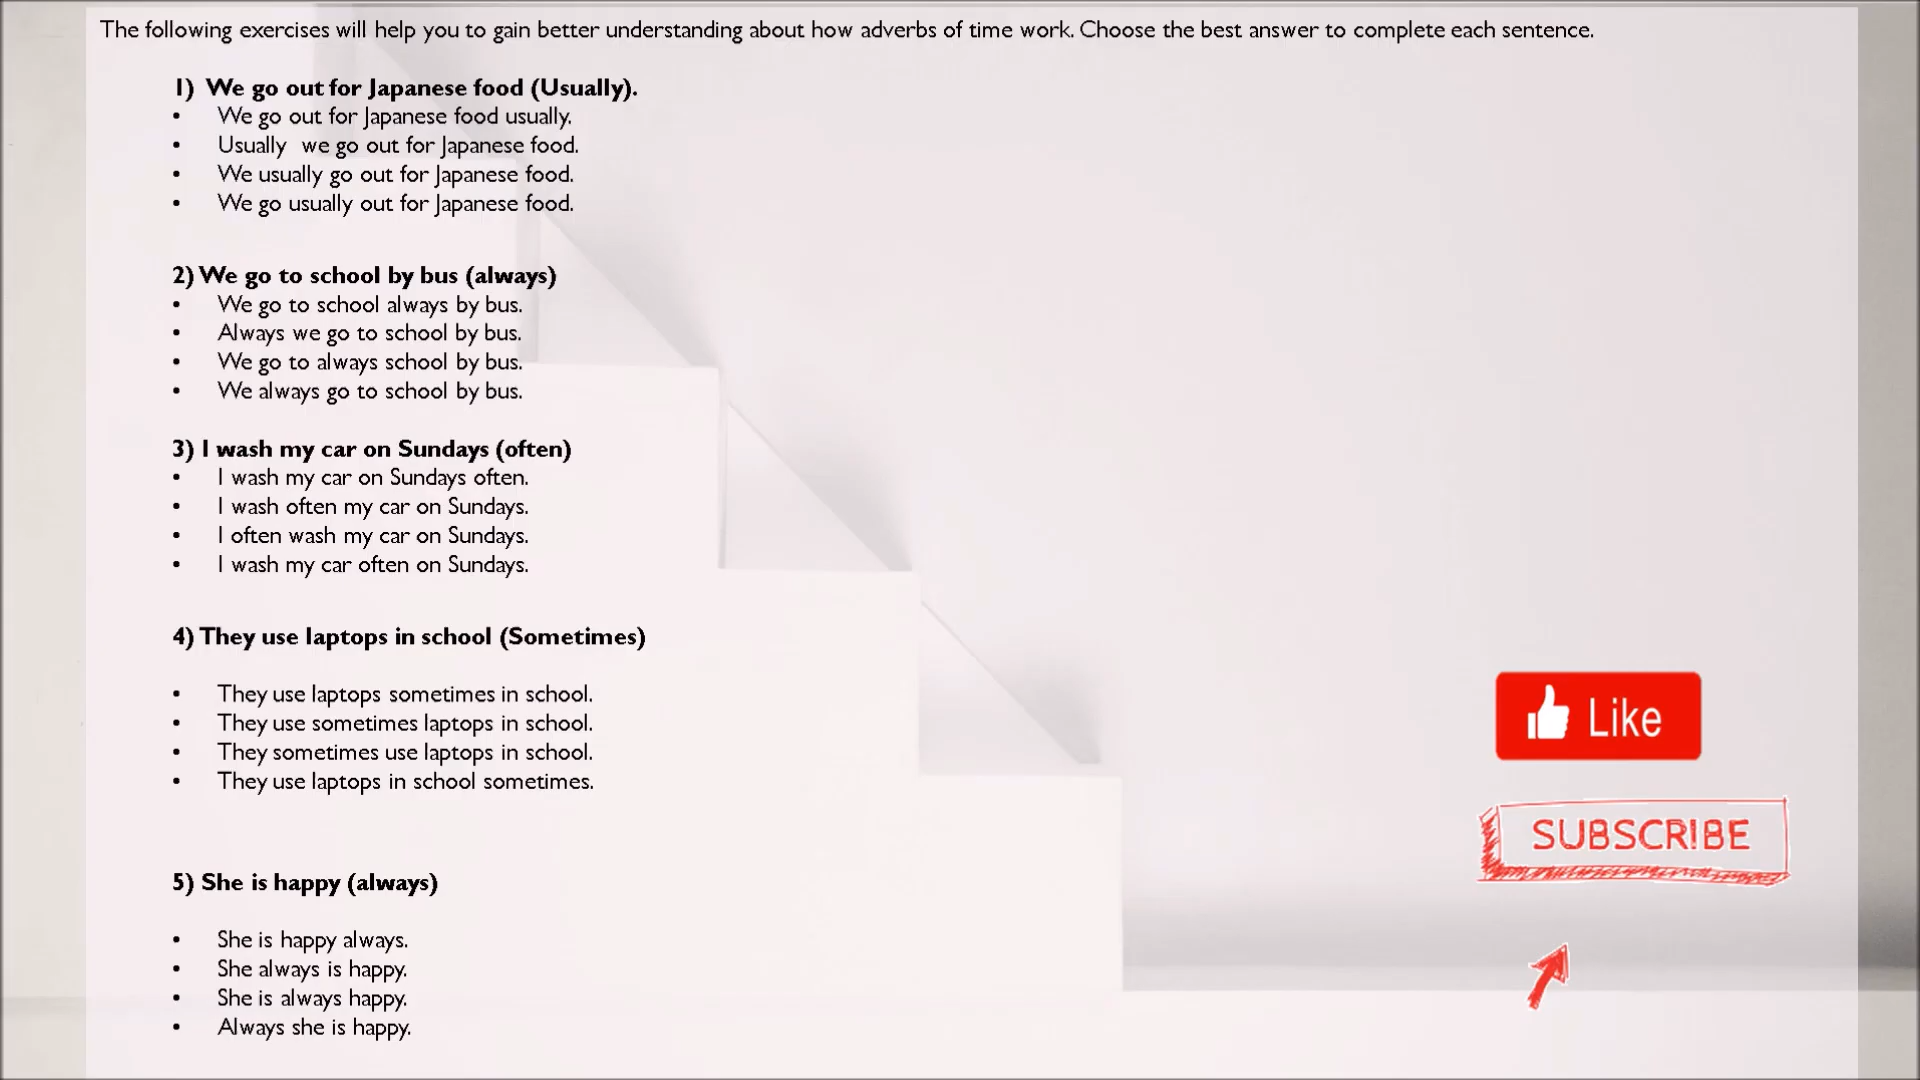 The following exercises will help you to gain better understanding about how adverbs of time work. Choose the best answer to complete each sentence.
1) We go out for Japanese food (Usually).
• We go out for Japanese food usually.
• Usually we go out for Japanese food.
• We usually go out for Japanese food.
• We go usually out for Japanese food.
2) We go to school by bus (always)
• We go to school always by bus.
• Always we go to school by bus.
• We go to always school by bus.
• We always go to school by bus.
3) I wash my car on Sundays (often)
• I wash my car on Sundays often.
• I wash often my car on Sundays.
• I often wash my car on Sundays.
• I wash my car often on Sundays.
4) They use laptops in school (Sometimes)
• They use laptops sometimes in school.
• They use sometimes laptops in school.
• They sometimes use laptops in school.
• They use laptops in school sometimes.
5) She is happy (always)
• She is happy always.
• She always is happy.
• She is always happy.
• Always she is happy.
Like
SUBSCRIBE